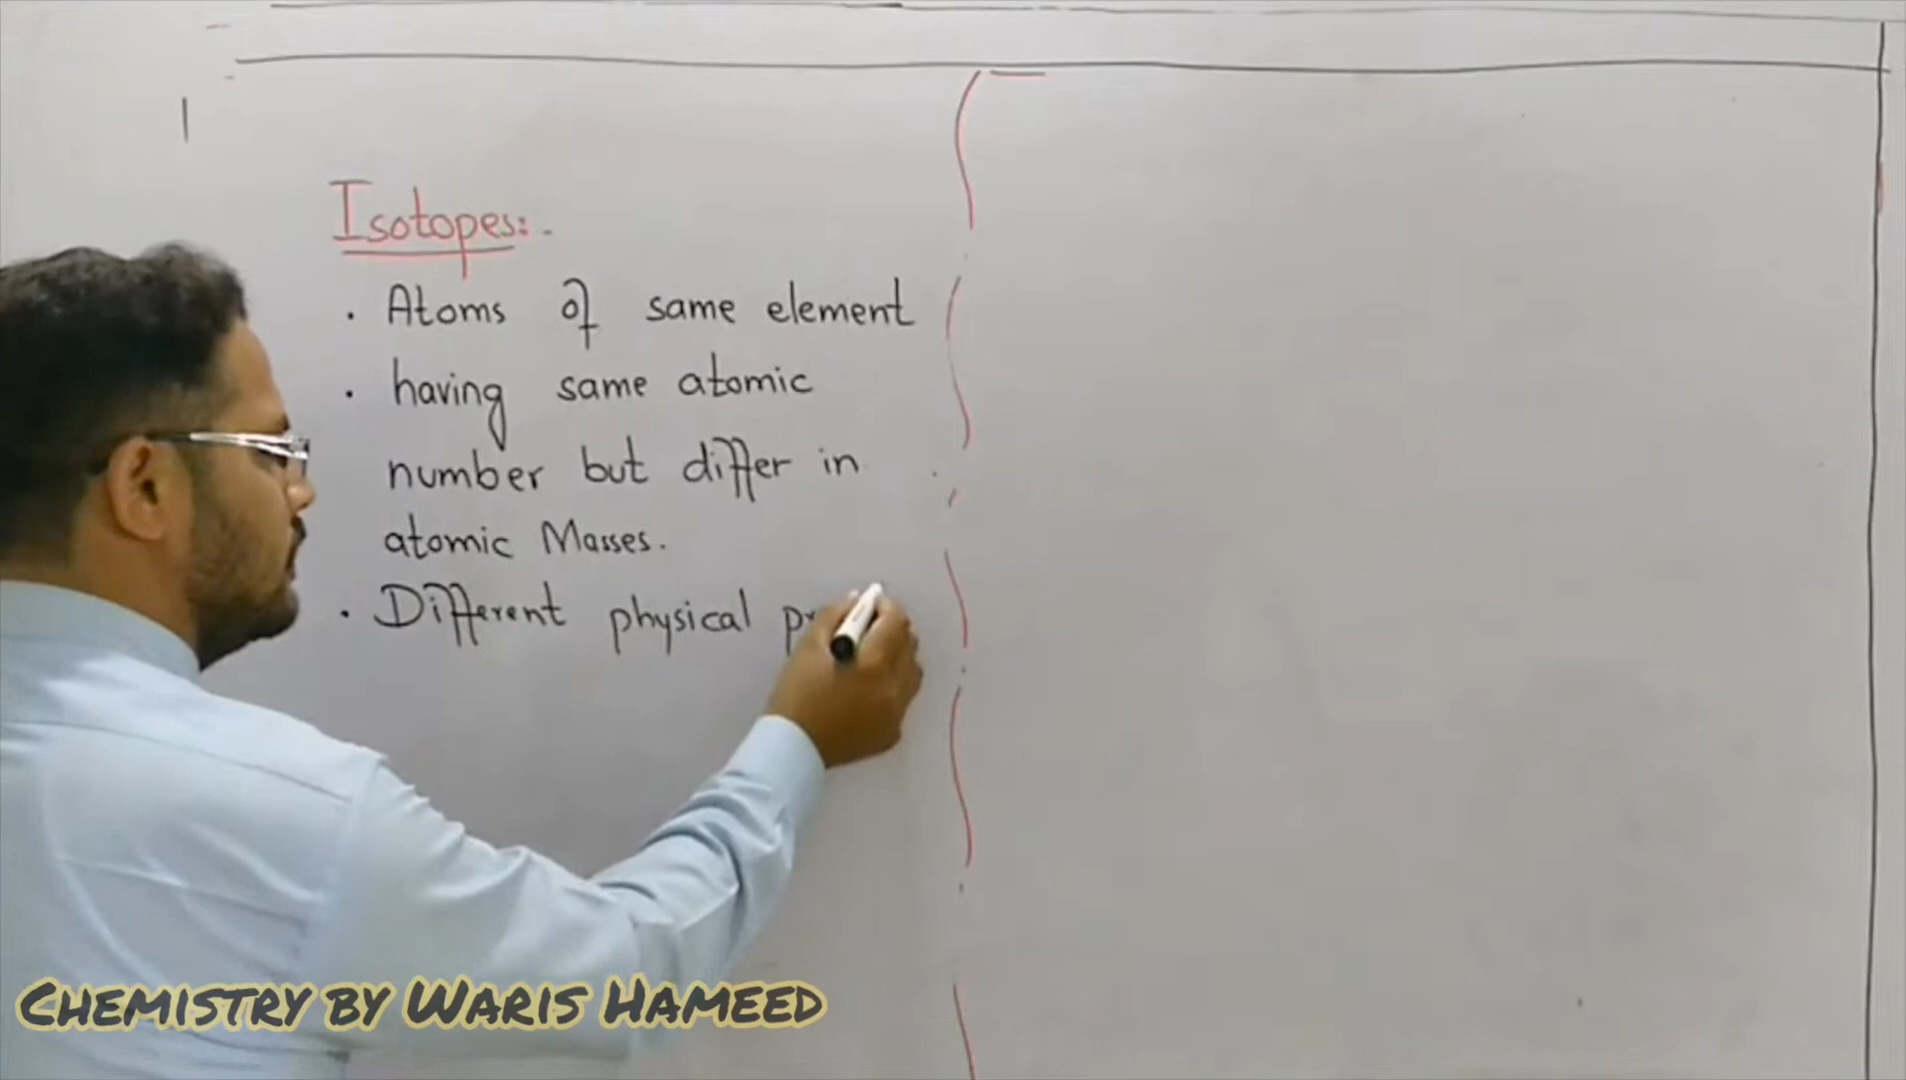 Isotopes:-
. Atoms of same element
. having same atomic
number but differ in
atomic Masses.
. Different physical
CHEMISTRY BY WARIS HAMEED